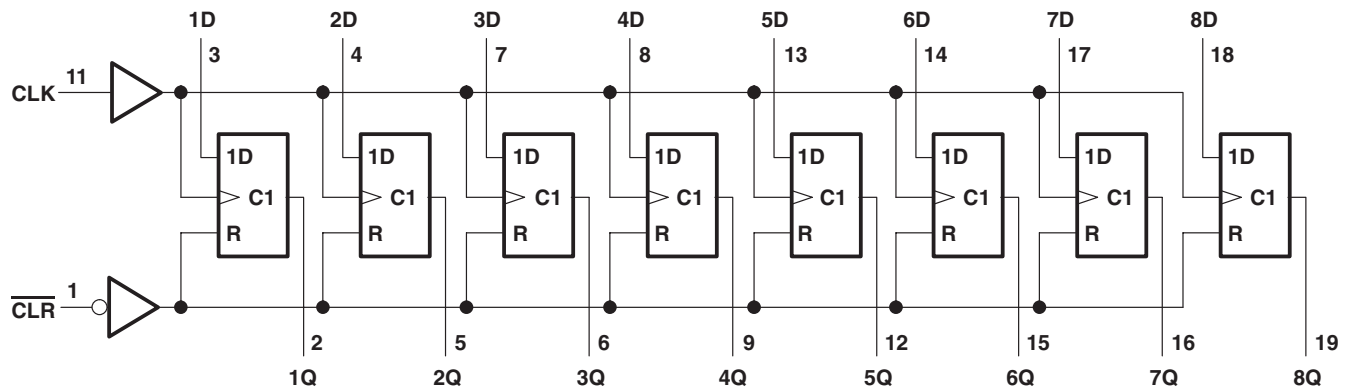 1D 2D 3D 4D 5D 6D 7D 8D
3 4 7 8 13 14 17 18
CLK 11
1D 1D 1D 1D 1D 1D 1D 1D
C1 C1 C1 C1 C1 C1 C1 C1
R R R R R R R R
CLR 1
2 5 6 9 12 15 16 19
1Q 2Q 3Q 4Q 5Q 6Q 7Q 8Q